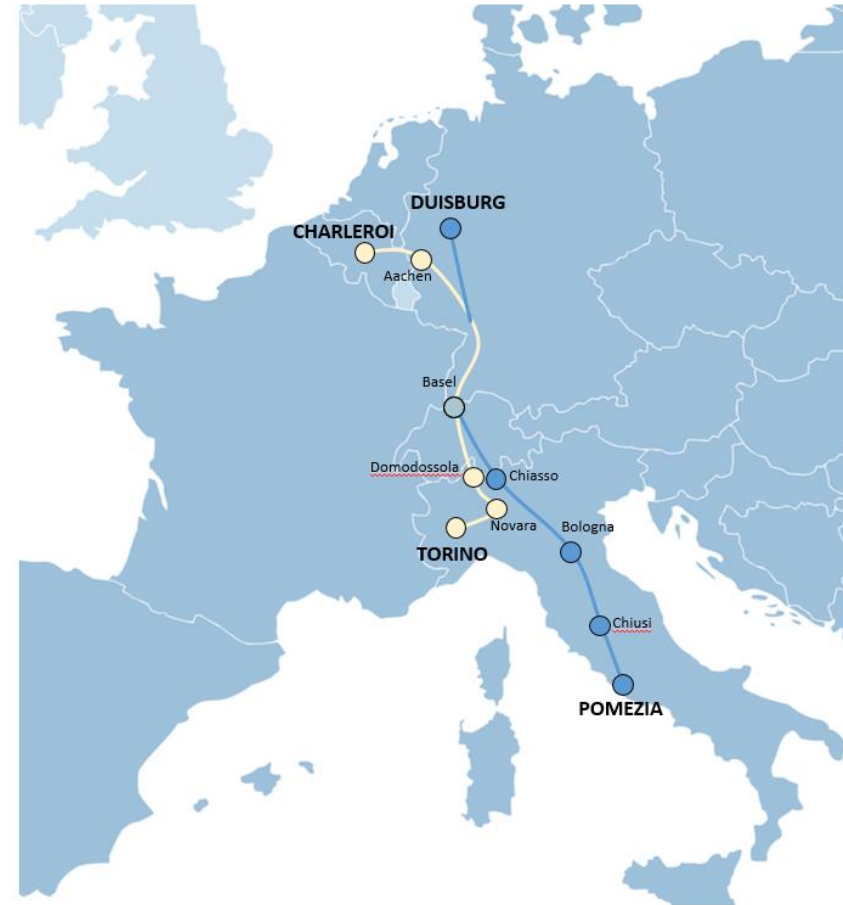 DUISBURG
CHARLEROI
Aachen
Basel
Domodossola
Chiasso
Novara
Bologna
TORINO
Chiusi
POMEZIA